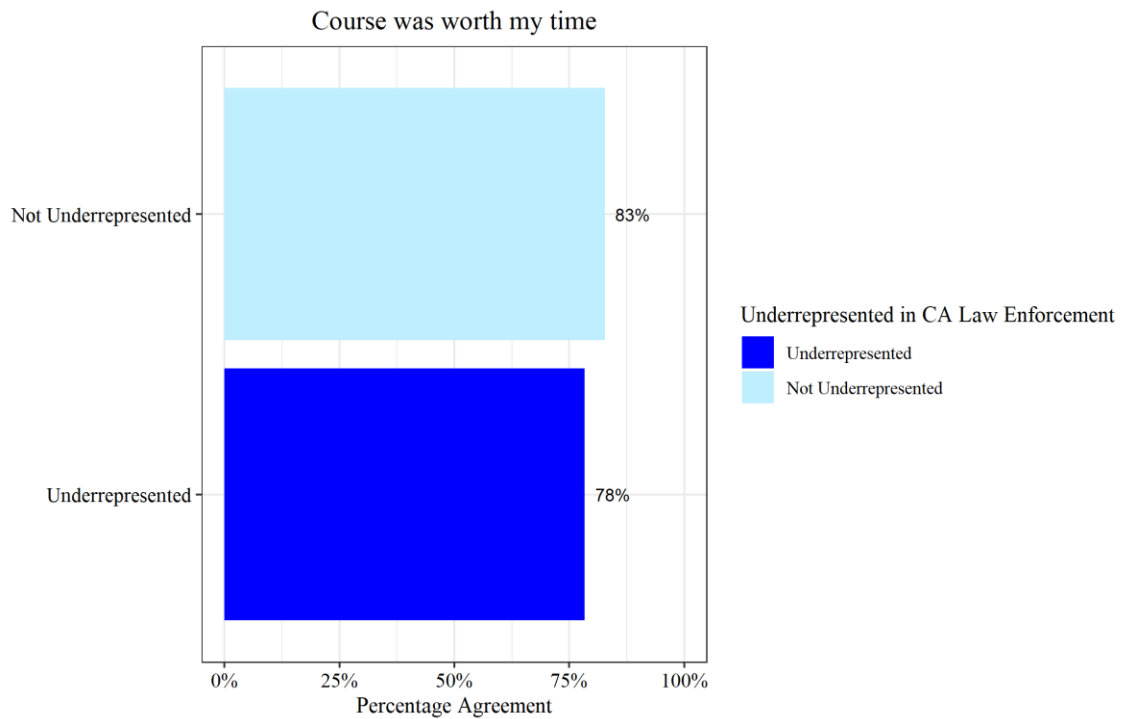 Course was worth my time
Not Underrepresented
83%
Underrepresented
78%
0% 25% 50% 75% 100%
Percentage Agreement
Underrepresented in CA Law Enforcement
Underrepresented
Not Underrepresented